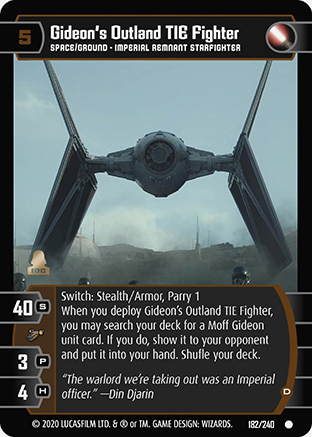 5
Gideon's Outland TIE Fighter
SPACE/GROUND - IMPERIAL REMNANT STARFIGHTER
40 S
3 P
4 H
Switch: Stealth/Armor, Parry 1
When you deploy Gideon's Outland TIE Fighter,
you may search your deck for a Moff Gideon
unit card. If you do, show it to your opponent
and put it into your hand. Shufle your deck.
"The warlord we're taking out was an Imperial
officer." —Din Djarin
D
© 2020 LUCASFILM LTD. & ® OR TM. GAME DESIGN: WIZARDS.
182/240